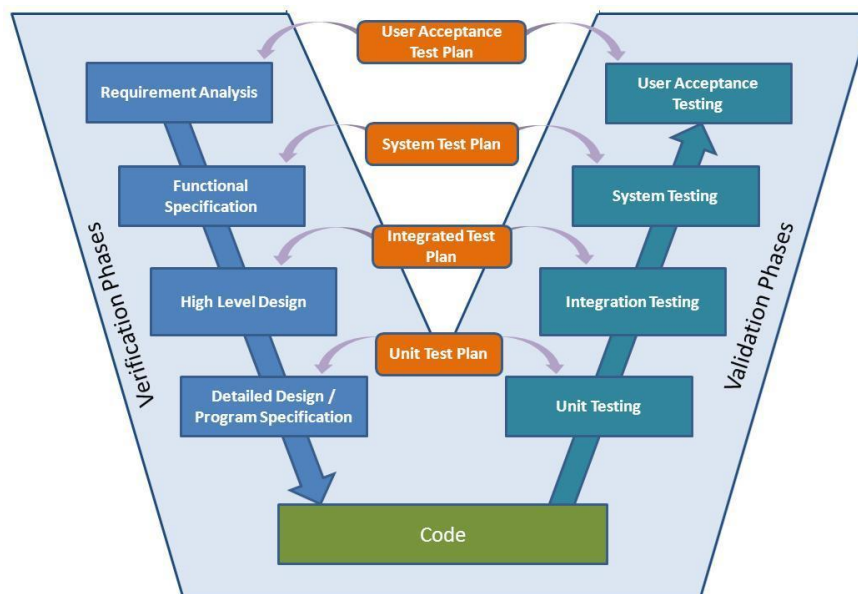 User Acceptance
Test Plan
Requirement Analysis
User Acceptance
Testing
System Test Plan
Functional
Specification
System Testing
Integrated Test
Plan
High Level Design
Integration Testing
Unit Test Plan
Detailed Design /
Program Specification
Unit Testing
Verification Phases
Validation Phases
Code